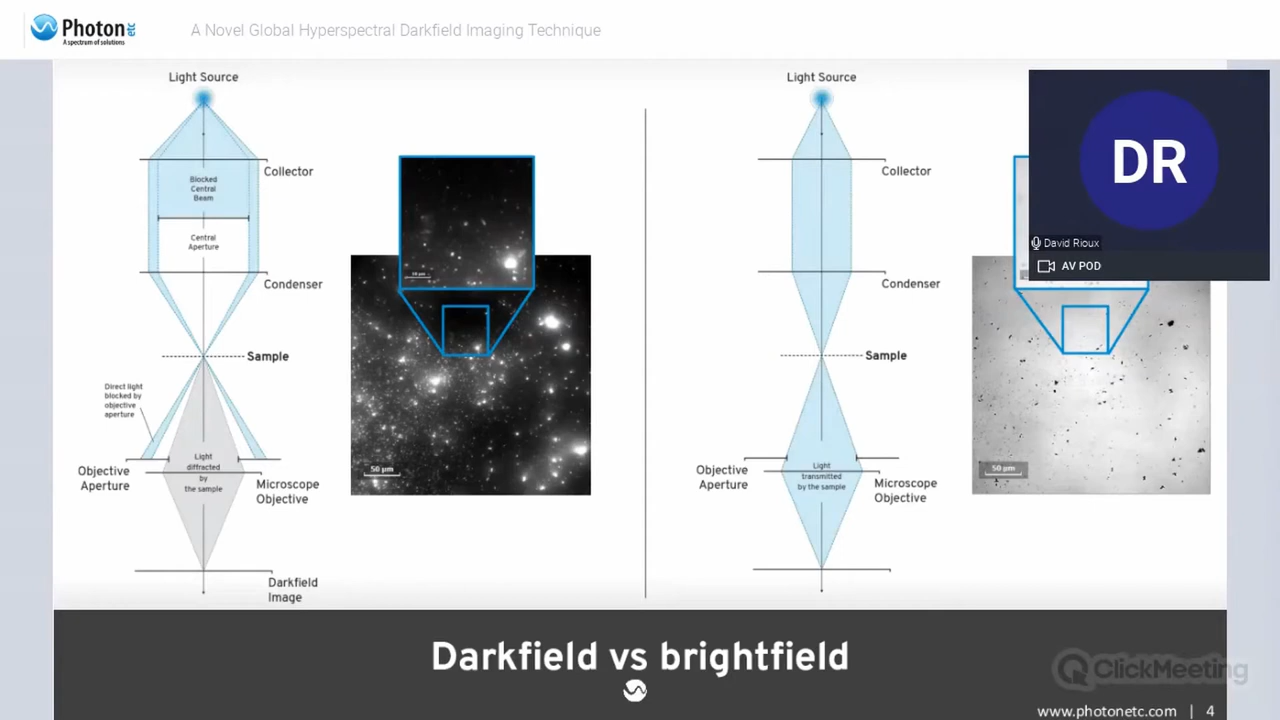 Photon etc
A spectrum of solutions
A Novel Global Hyperspectral Darkfield Imaging Technique
Light Source
Collector
Blocked
Central
Beam
Central
Aperture
Condenser
Sample
Direct light
blocked by
objective
aperture
Light
diffracted
by
the sample
Objective
Aperture
Microscope
Objective
Darkfield
Image
50 µm
Light Source
Collector
Condenser
Sample
Objective
Aperture
Light
transmitted
by the sample
Microscope
Objective
50 µm
DR
David Rioux
AV POD
Darkfield vs brightfield
ClickMeeting
www.photonetc.com | 4